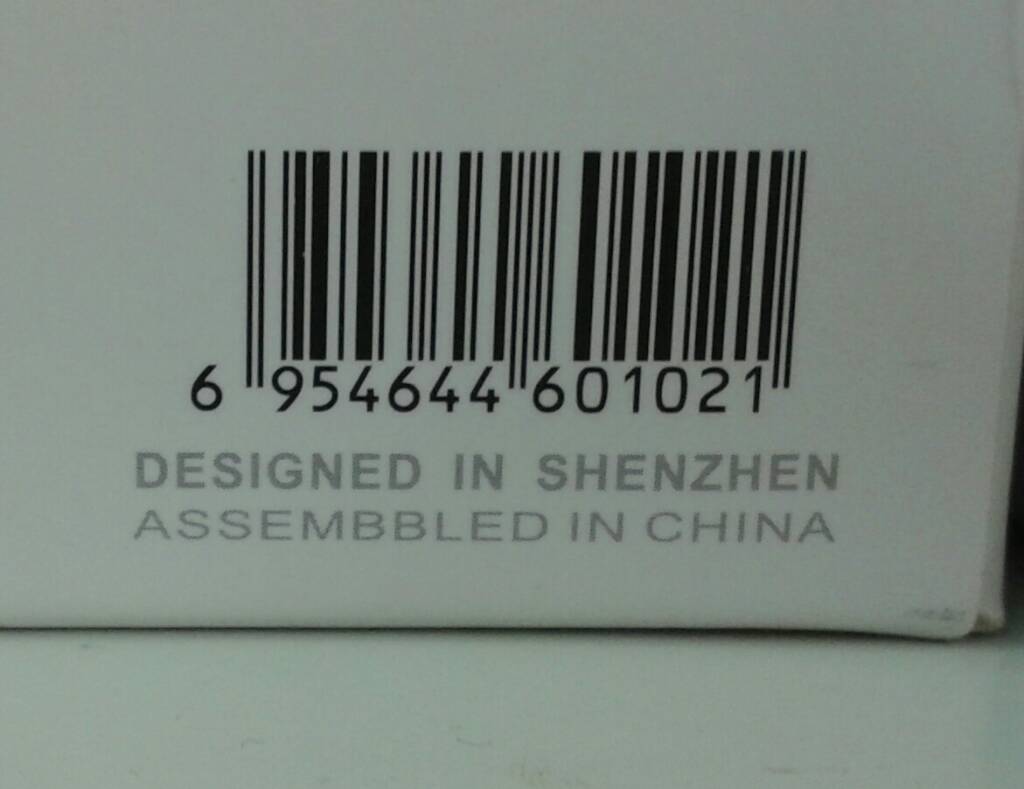 6 954644 601021
DESIGNED IN SHENZHEN
ASSEMBBLED IN CHINA